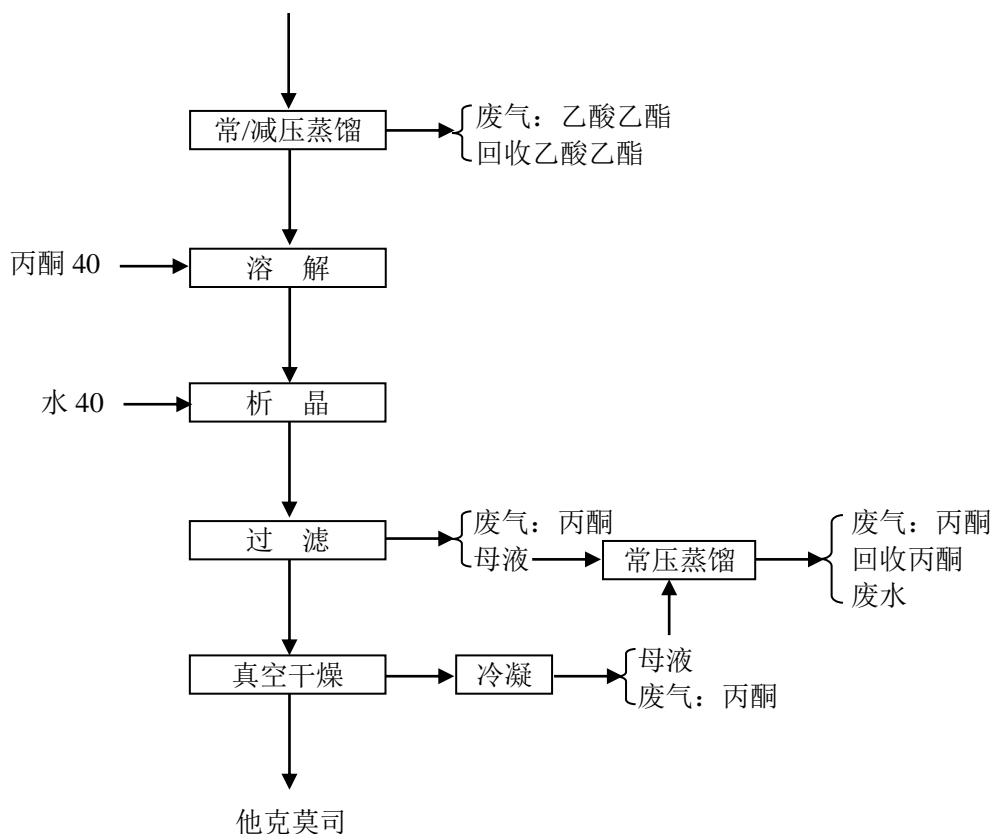 常/减压蒸馏
废气：乙酸乙酯
回收乙酸乙酯
丙酮 40
溶 解
水 40
析 晶
过 滤
废气：丙酮
母液
常压蒸馏
废气：丙酮
回收丙酮
废水
真空干燥
冷凝
母液
废气：丙酮
他克莫司